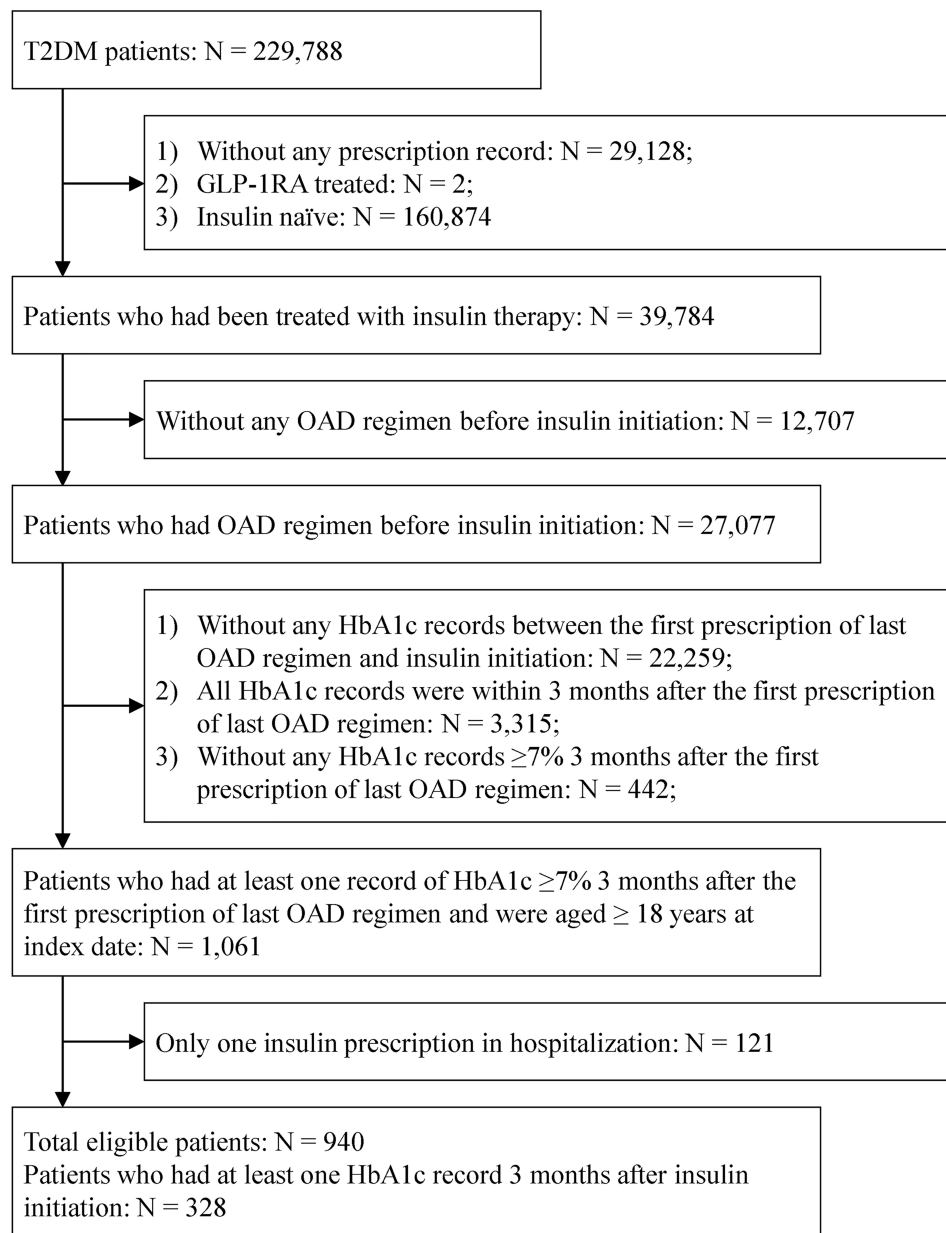 T2DM patients: N = 229,788
1) Without any prescription record: N = 29,128;
2) GLP-1RA treated: N = 2;
3) Insulin naïve: N = 160,874
Patients who had been treated with insulin therapy: N = 39,784
Without any OAD regimen before insulin initiation: N = 12,707
Patients who had OAD regimen before insulin initiation: N = 27,077
1) Without any HbA1c records between the first prescription of last
OAD regimen and insulin initiation: N = 22,259;
2) All HbA1c records were within 3 months after the first prescription
of last OAD regimen: N = 3,315;
3) Without any HbA1c records ≥7% 3 months after the first
prescription of last OAD regimen: N = 442;
Patients who had at least one record of HbA1c ≥7% 3 months after the
first prescription of last OAD regimen and were aged ≥ 18 years at
index date: N = 1,061
Only one insulin prescription in hospitalization: N = 121
Total eligible patients: N = 940
Patients who had at least one HbA1c record 3 months after insulin
initiation: N = 328